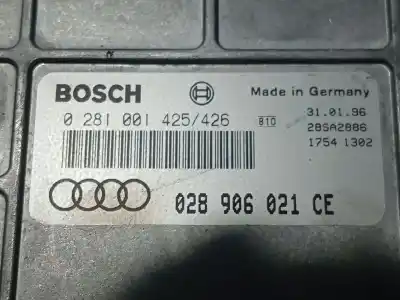 BOSCH
Made in Germany
0 281 001 425/426
810
31.01.96
28SA2886
1754 1302
028 906 021 CE